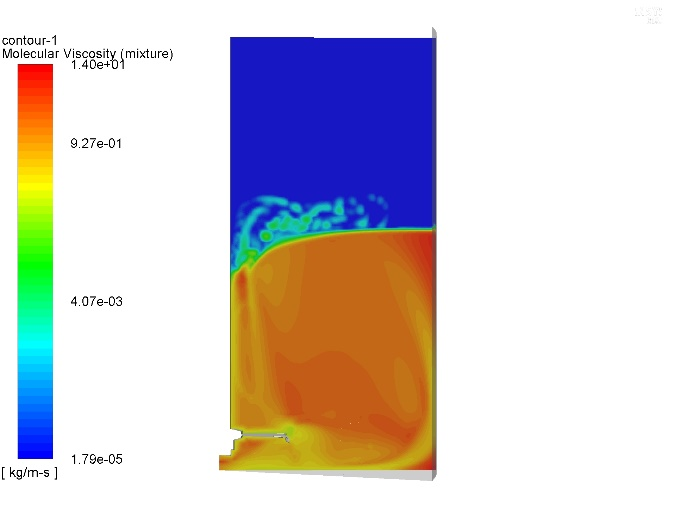 contour-1
Molecular Viscosity (mixture)
1.40e+01
9.27e-01
4.07e-03
1.79e-05
[ kg/m-s ]